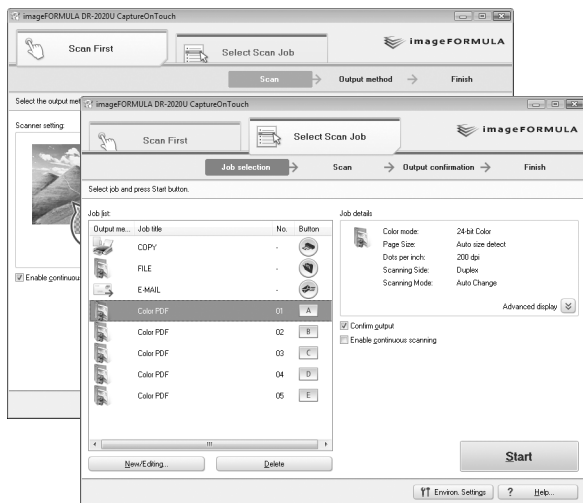 imageFORMULA DR-2020U CaptureOnTouch
Scan First
Select Scan Job
imageFORMULA
Scan
Output method
Finish
Select the output met
Scanner setting:
Enable continuou
imageFORMULA DR-2020U CaptureOnTouch
Scan First
Select Scan Job
imageFORMULA
Job selection
Scan
Output confirmation
Finish
Select job and press Start button.
Job list:
Output me... Job title No. Button
COPY -
FILE -
E-MAIL -
Color PDF 01 A
Color PDF 02 B
Color PDF 03 C
Color PDF 04 D
Color PDF 05 E
New/Editing...
Delete
Job details
Color mode: 24-bit Color
Page Size: Auto size detect
Dots per inch: 200 dpi
Scanning Side: Duplex
Scanning Mode: Auto Change
Advanced display
Confirm output
Enable continuous scanning
Start
Environ. Settings
? Help...